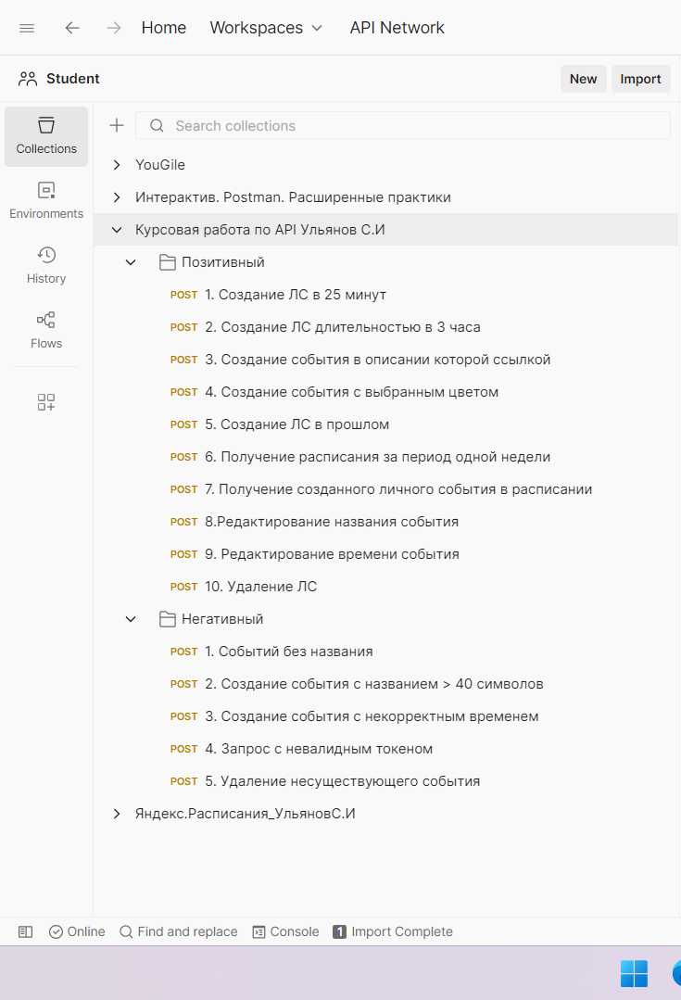 Home Workspaces API Network
Student New Import
Collections
Search collections
YouGile
Environments
Интерактив. Postman. Расширенные практики
Курсовая работа по API Ульянов С.И
History
Позитивный
POST 1. Создание ЛС в 25 минут
Flows
POST 2. Создание ЛС длительностью в 3 часа
POST 3. Создание события в описании которой ссылкой
POST 4. Создание события с выбранным цветом
POST 5. Создание ЛС в прошлом
POST 6. Получение расписания за период одной недели
POST 7. Получение созданного личного события в расписании
POST 8.Редактирование названия события
POST 9. Редактирование времени события
POST 10. Удаление ЛС
Негативный
POST 1. Событий без названия
POST 2. Создание события с названием > 40 символов
POST 3. Создание события с некорректным временем
POST 4. Запрос с невалидным токеном
POST 5. Удаление несуществующего события
Яндекс.Расписания_УльяновС.И
Online Find and replace Console 1 Import Complete